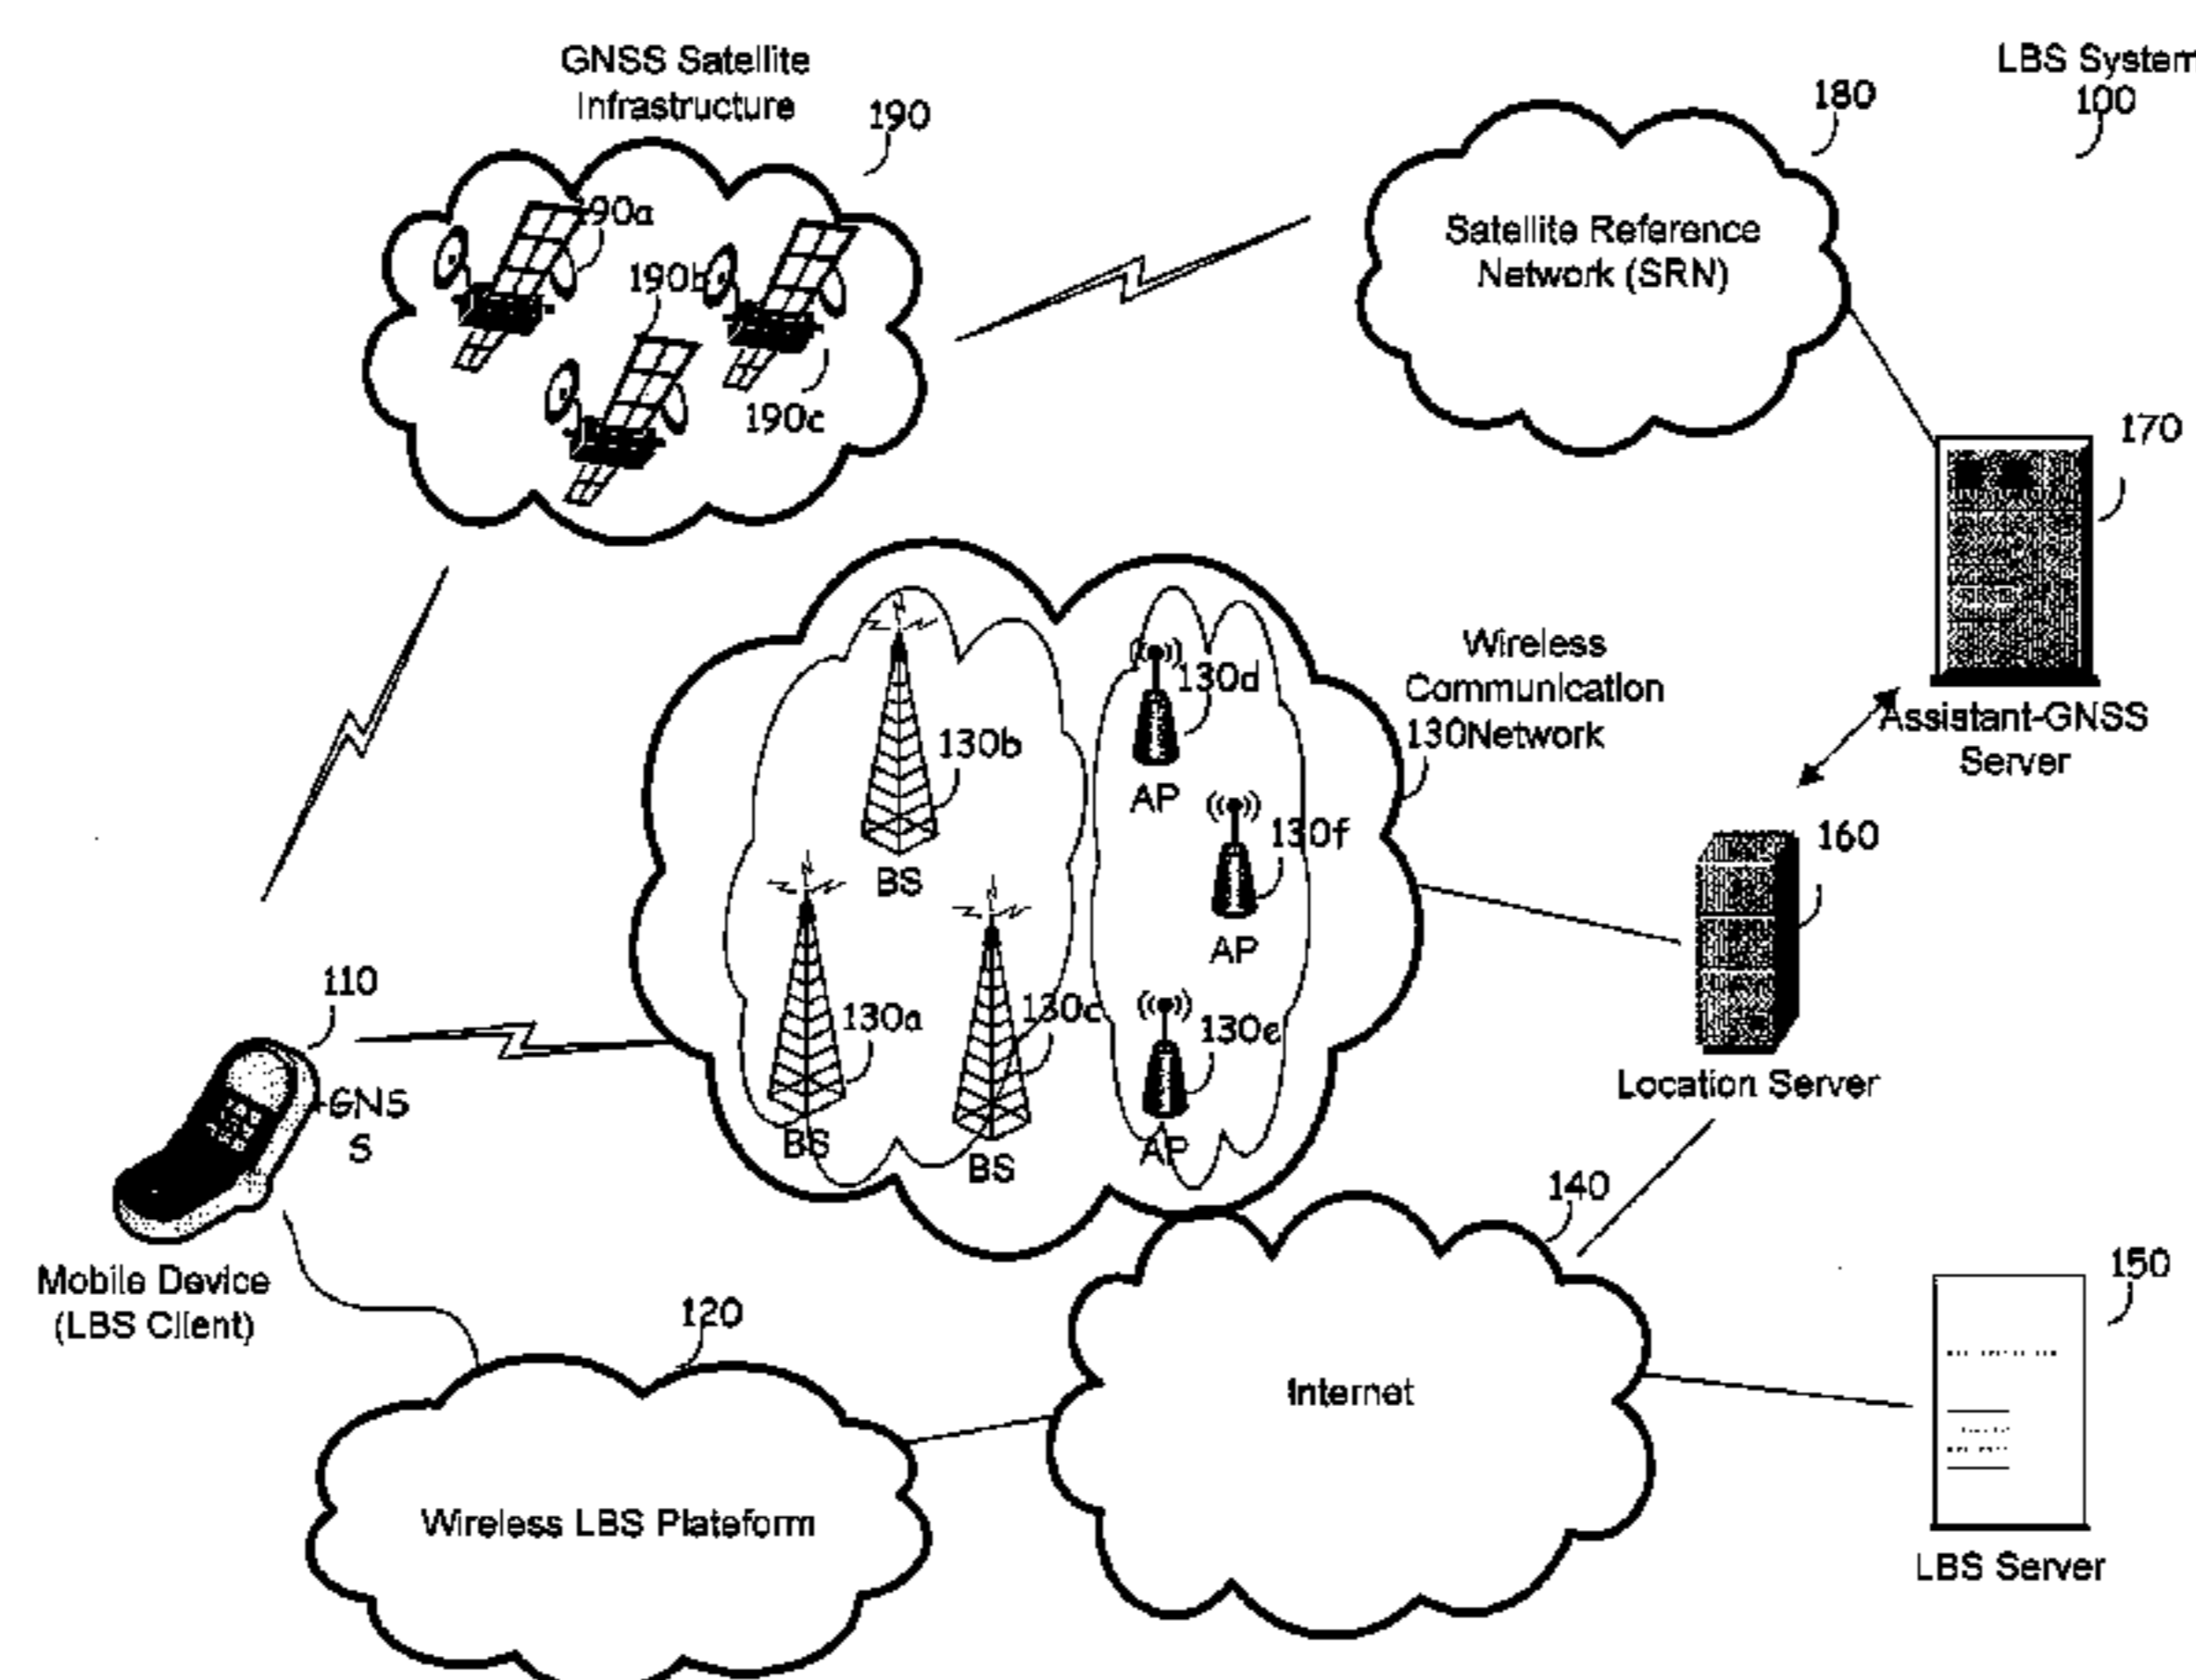 GNSS Satellite
Infrastructure
190
180
LBS System
100
190a
190b
190c
Satellite Reference
Network (SRN)
170
Assistant-GNSS
Server
Wireless
Communication
130Network
130d
AP
130b
BS
130f
AP
160
Location Server
130a
BS
130c
BS
130e
AP
110
GNS
S
Mobile Device
(LBS Client)
140
Internet
150
LBS Server
120
Wireless LBS Plateform